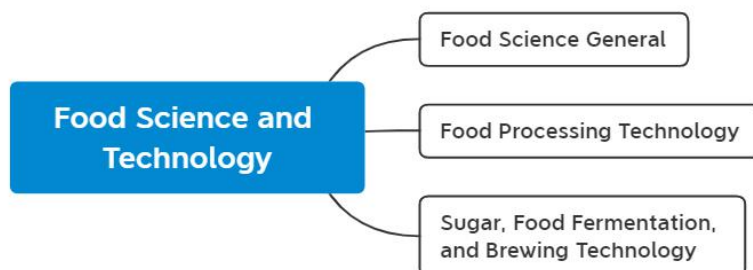 Food Science and
Technology
Food Science General
Food Processing Technology
Sugar, Food Fermentation,
and Brewing Technology